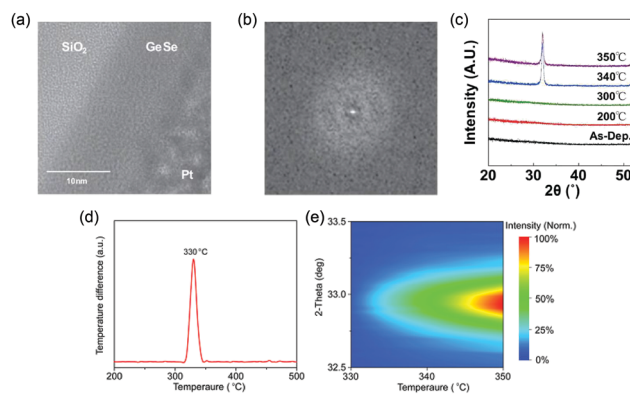 (a)
SiO2
GeSe
10nm
Pt
(b)
(c)
Intensity (A.U.)
350℃
340℃
300℃
200℃
As-Dep.
20 30 40 50
2θ (°)
(d)
Temperature difference (a.u.)
330 °C
200 300 400 500
Temperaure ( °C)
(e)
2-Theta (deg)
33.5
33.0
32.5
330 340 350
Temperaure ( °C)
Intensity (Norm.)
100%
75%
50%
25%
0%